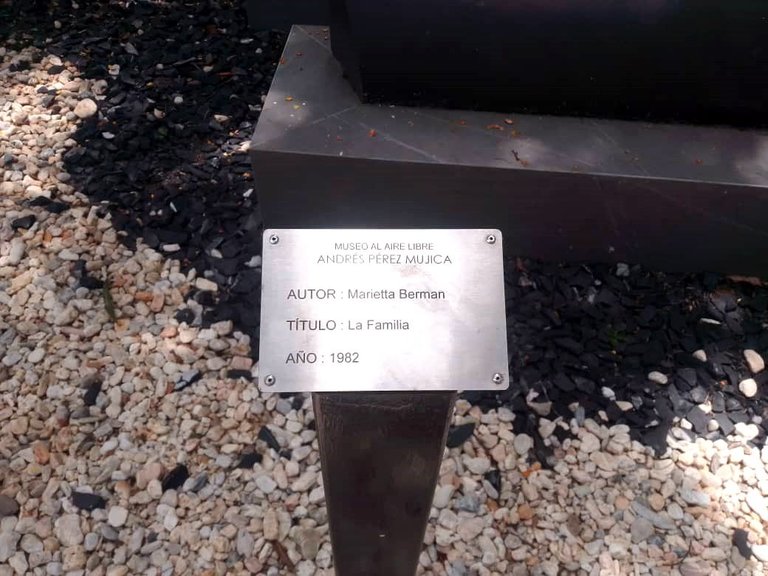 MUSEO AL AIRE LIBRE
ANDRÉS PÉREZ MUJICA
AUTOR : Marietta Berman
TÍTULO : La Familia
AÑO : 1982